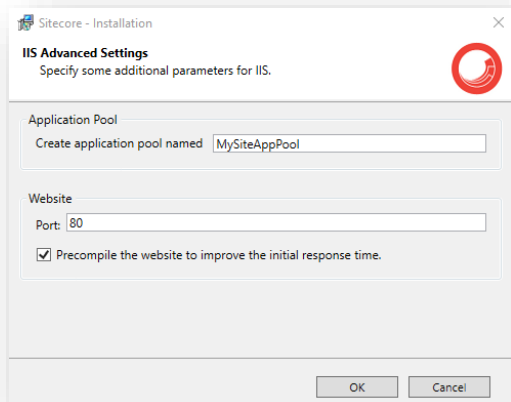 Sitecore - Installation
IIS Advanced Settings
Specify some additional parameters for IIS.
Application Pool
Create application pool named MySiteAppPool
Website
Port: 80
Precompile the website to improve the initial response time.
OK Cancel